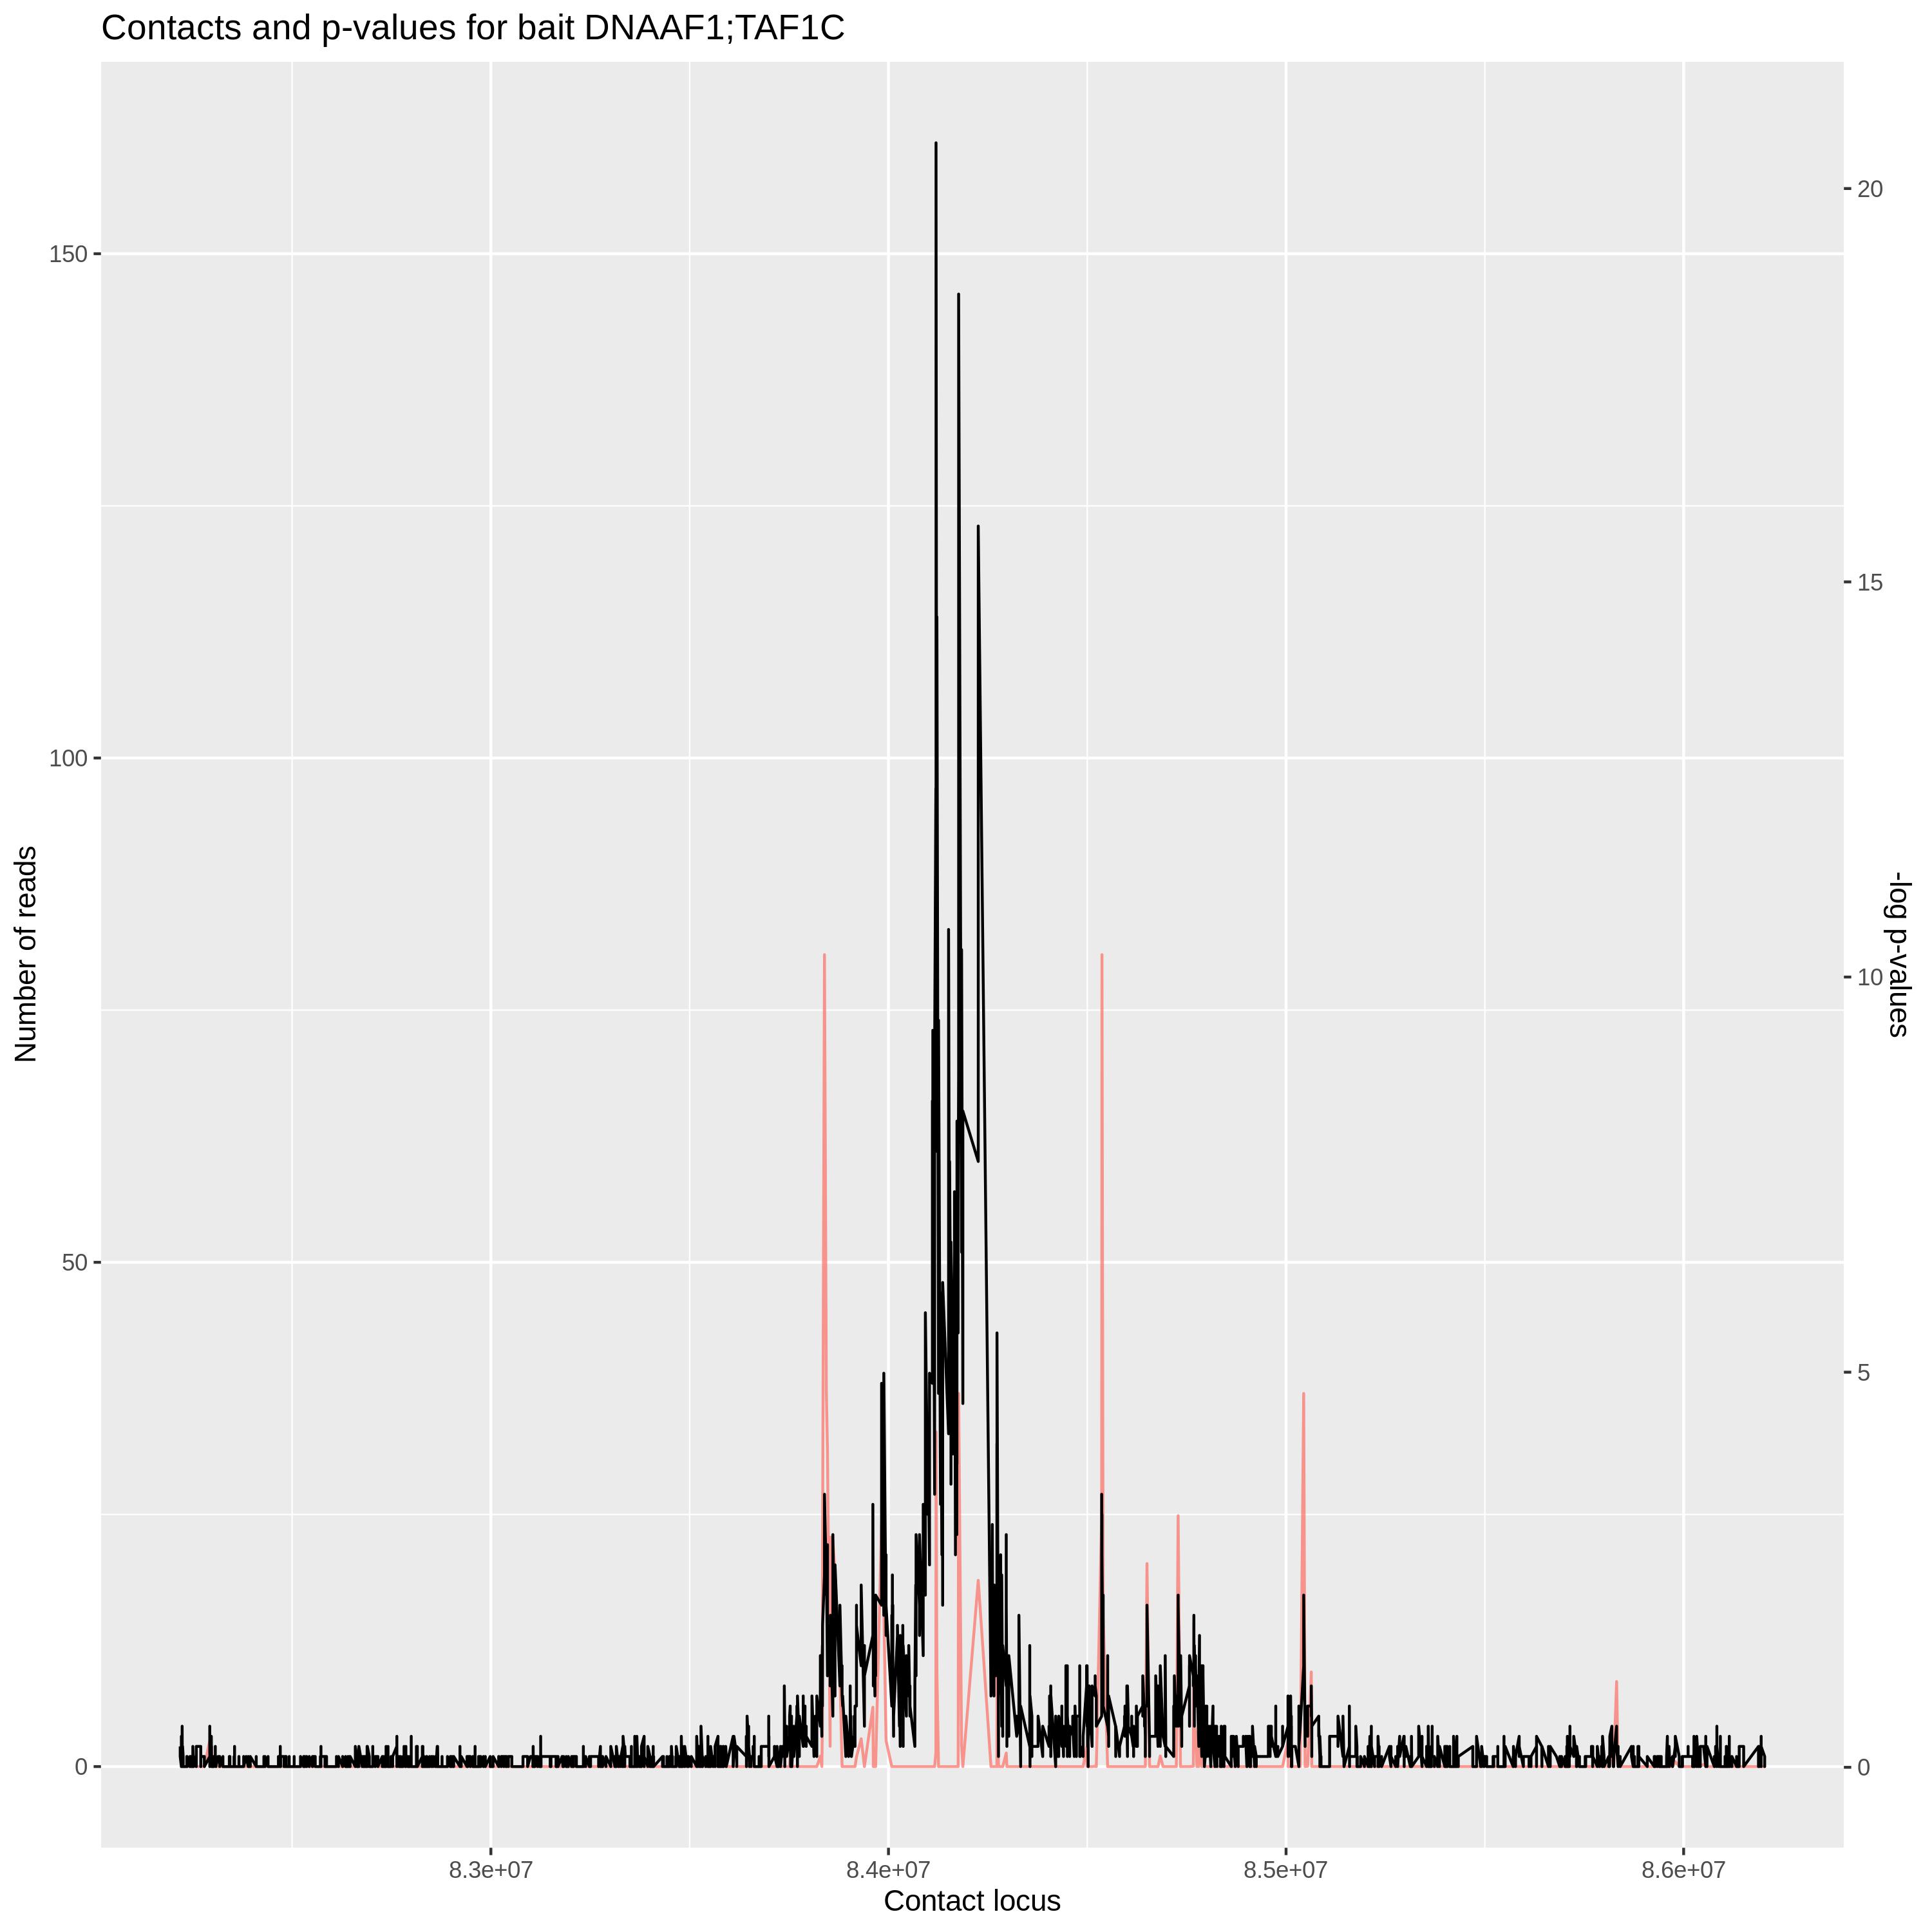 Contacts and p-values for bait DNAAF1;TAF1C
150
100
50
0
Number of reads
20
15
10
5
0
-log p-values
8.3e+07
8.4e+07
8.5e+07
8.6e+07
Contact locus